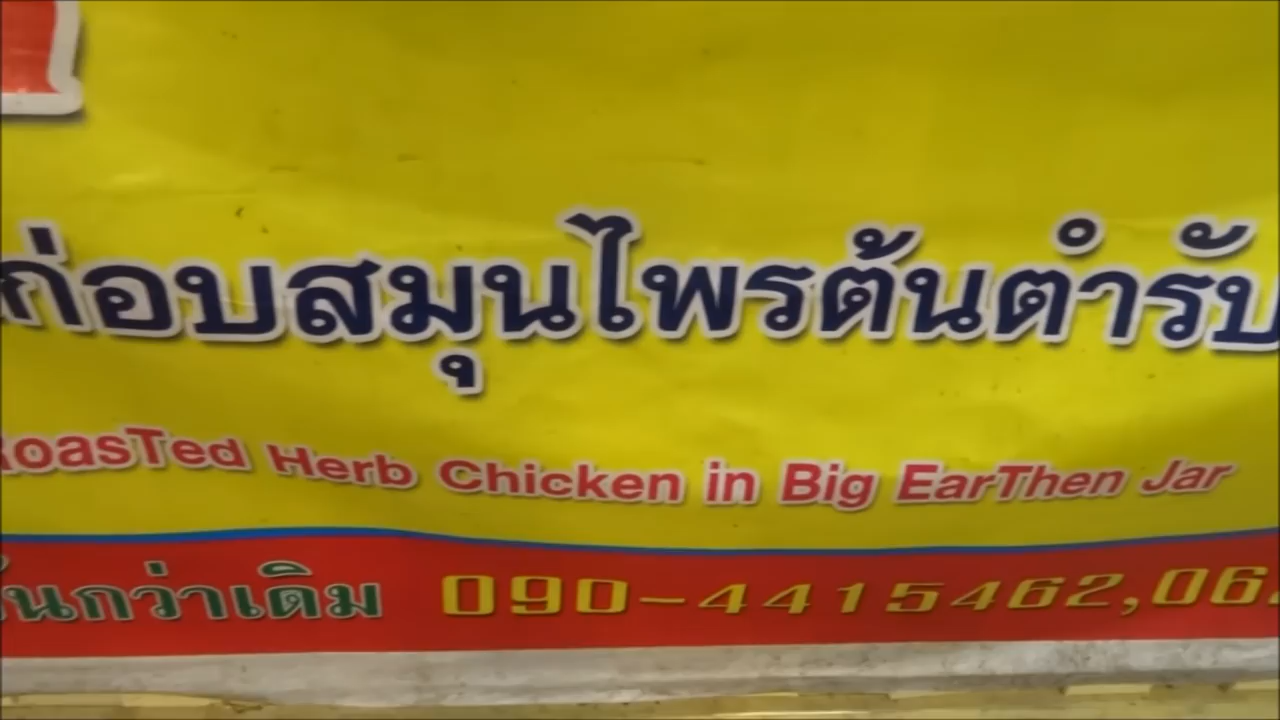 ก่อบสมุนไพรต้นตำรับ
RoasTed Herb Chicken in Big EarThen Jar
กว่าเดิม 090-4415462,06